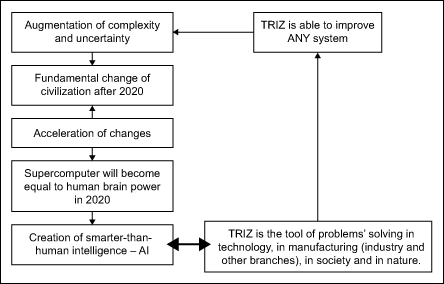 Augmentation of complexity
and uncertainty
TRIZ is able to improve
ANY system
Fundamental change of
civilization after 2020
Acceleration of changes
Supercomputer will become
equal to human brain power
in 2020
Creation of smarter-than-
human intelligence – AI
TRIZ is the tool of problems' solving in
technology, in manufacturing (industry and
other branches), in society and in nature.